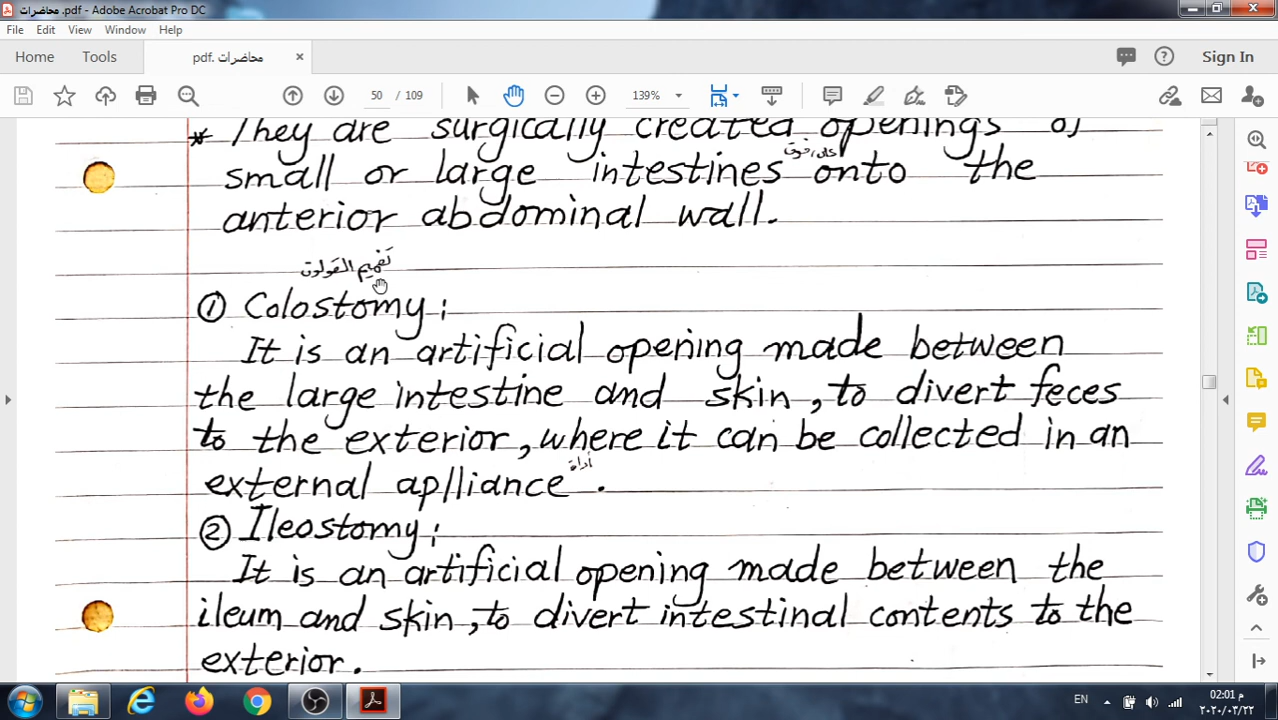 محاضرات .pdf - Adobe Acrobat Pro DC
File Edit View Window Help
Home Tools محاضرات .pdf × Sign In
50 / 109 139%
* They are surgically created openings of
small or large intestines onto the
anterior abdominal wall.
تفميم القولون
① Colostomy:
It is an artificial opening made between
the large intestine and skin, to divert feces
to the exterior, where it can be collected in an
أداة
external aplliance.
② Ileostomy:
It is an artificial opening made between the
ileum and skin, to divert intestinal contents to the
exterior.
EN 02:01 م
٢٠٢٠/٠٣/٢٢